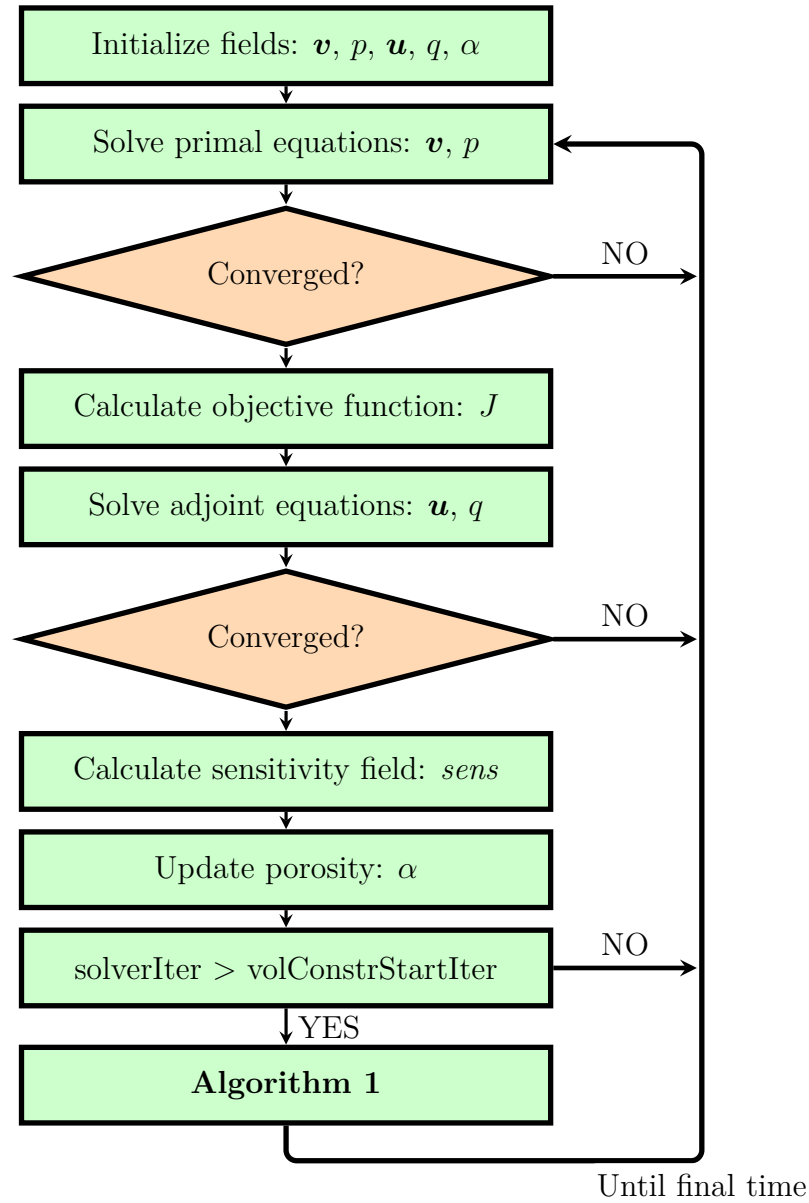 Initialize fields: v, p, u, q, α
Solve primal equations: v, p
Converged?
NO
Calculate objective function: J
Solve adjoint equations: u, q
Converged?
NO
Calculate sensitivity field: sens
Update porosity: α
solverIter > volConstrStartIter
NO
YES
Algorithm 1
Until final time